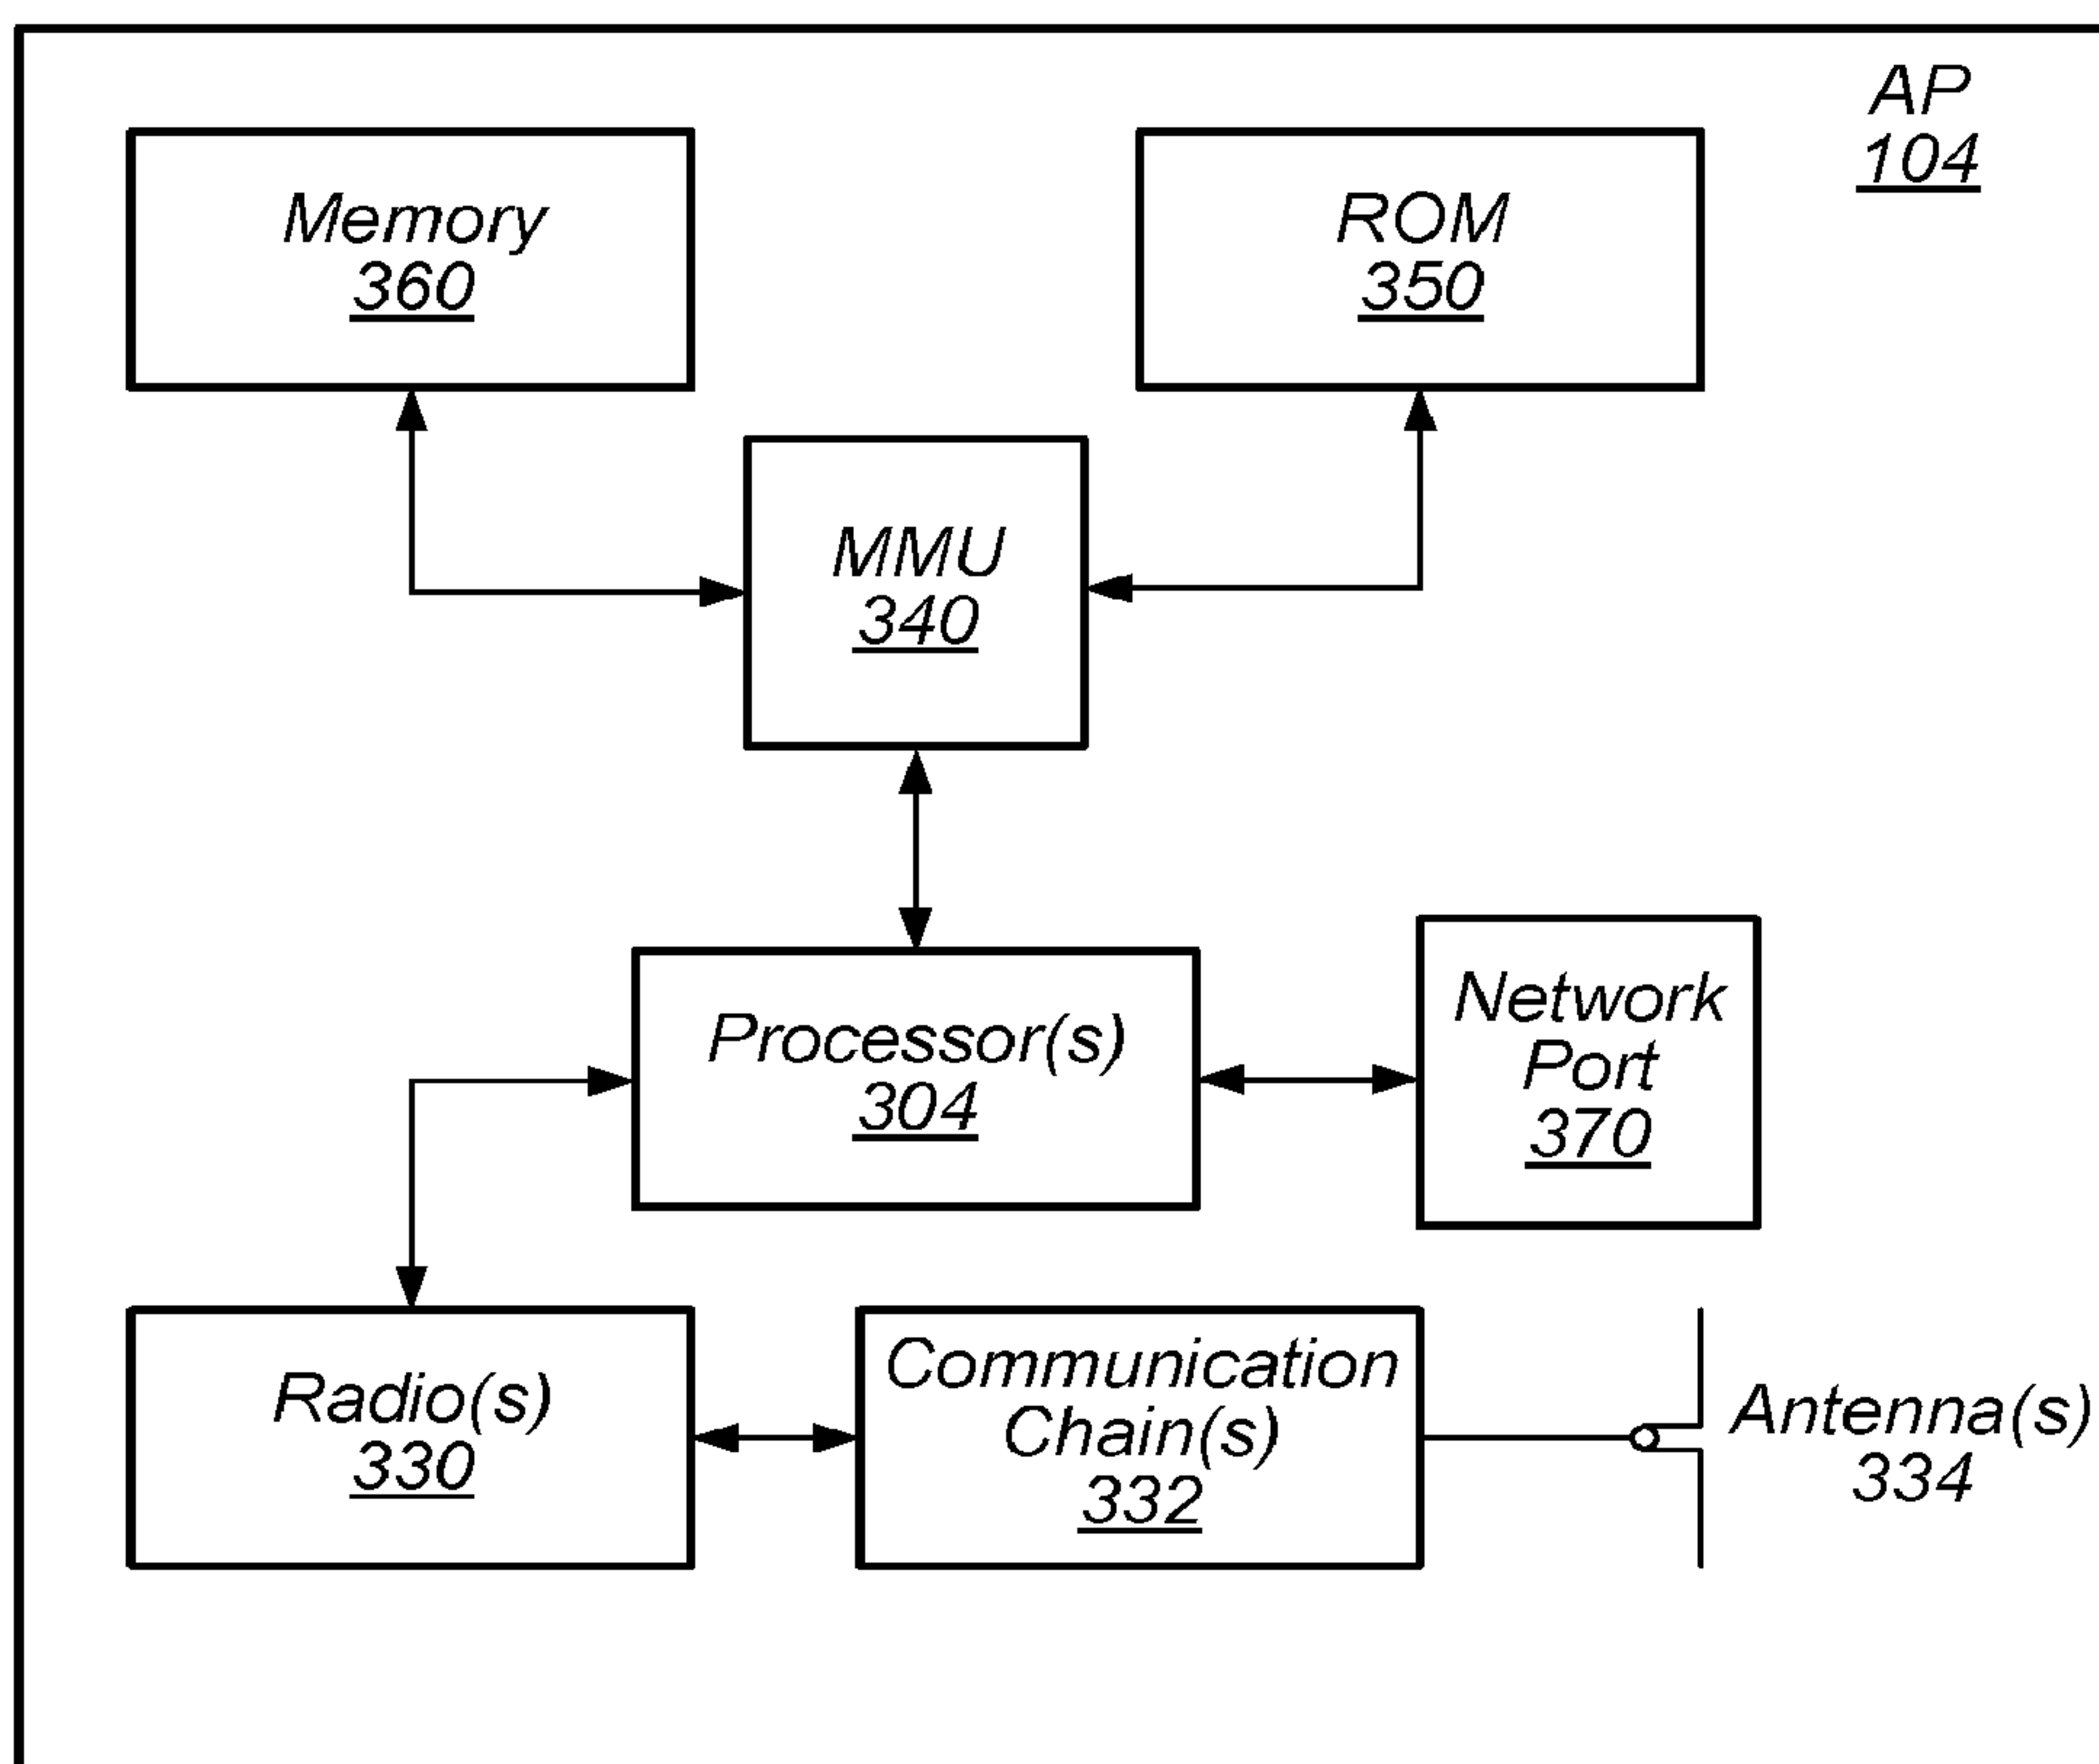 AP
104
Memory
360
ROM
350
MMU
340
Processor(s)
304
Network
Port
370
Radio(s)
330
Communication
Chain(s)
332
Antenna(s)
334